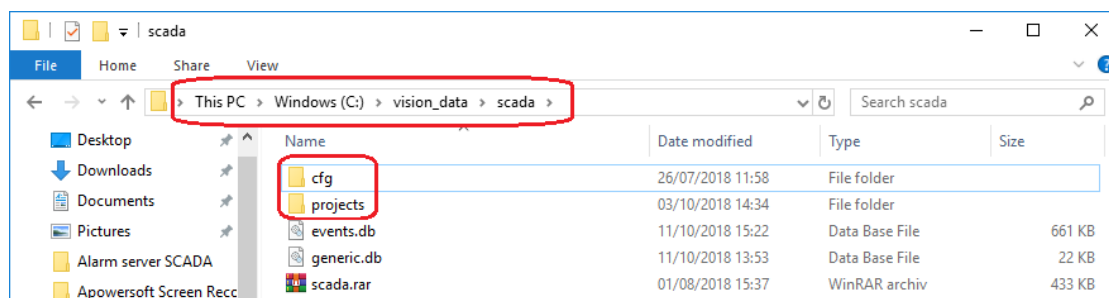 scada
File Home Share View
This PC > Windows (C:) > vision_data > scada >
Search scada
Name Date modified Type Size
Desktop
Downloads
Documents
Pictures
Alarm server SCADA
Apowersoft Screen Recc
cfg 26/07/2018 11:58 File folder
projects 03/10/2018 14:34 File folder
events.db 11/10/2018 15:22 Data Base File 661 KB
generic.db 11/10/2018 13:53 Data Base File 22 KB
scada.rar 01/08/2018 15:37 WinRAR archiv 433 KB